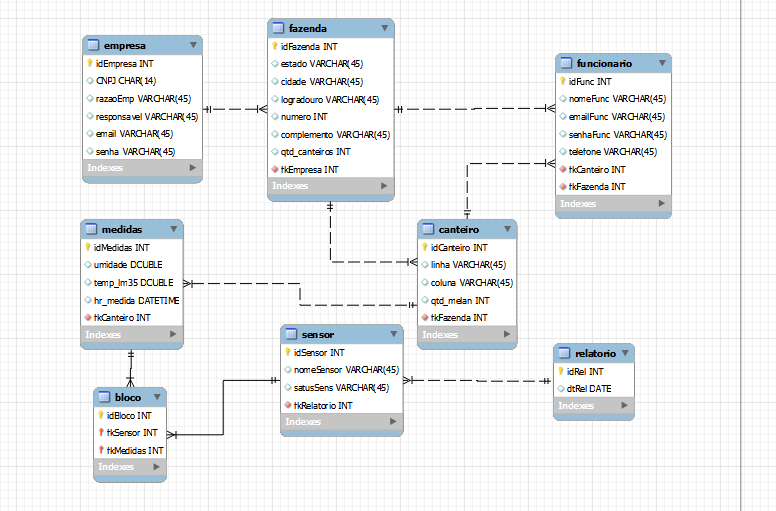 empresa
idEmpresa INT
CNPJ CHAR(14)
razaoEmp VARCHAR(45)
responsavel VARCHAR(45)
email VARCHAR(45)
senha VARCHAR(45)
Indexes
fazenda
idFazenda INT
estado VARCHAR(45)
cidade VARCHAR(45)
logradouro VARCHAR(45)
numero INT
complemento VARCHAR(45)
qtd_canteiros INT
fkEmpresa INT
Indexes
funcionario
idFunc INT
nomeFunc VARCHAR(45)
emailFunc VARCHAR(45)
senhaFunc VARCHAR(45)
telefone VARCHAR(45)
fkCanteiro INT
fkFazenda INT
Indexes
medidas
idMedidas INT
umidade DOUBLE
temp_lm35 DOUBLE
hr_medida DATETIME
fkCanteiro INT
Indexes
canteiro
idCanteiro INT
linha VARCHAR(45)
coluna VARCHAR(45)
qtd_melan INT
fkFazenda INT
Indexes
sensor
idSensor INT
nomeSensor VARCHAR(45)
satusSens VARCHAR(45)
fkRelatorio INT
Indexes
relatorio
idRel INT
dtRel DATE
Indexes
bloco
idBloco INT
fkSensor INT
fkMedidas INT
Indexes